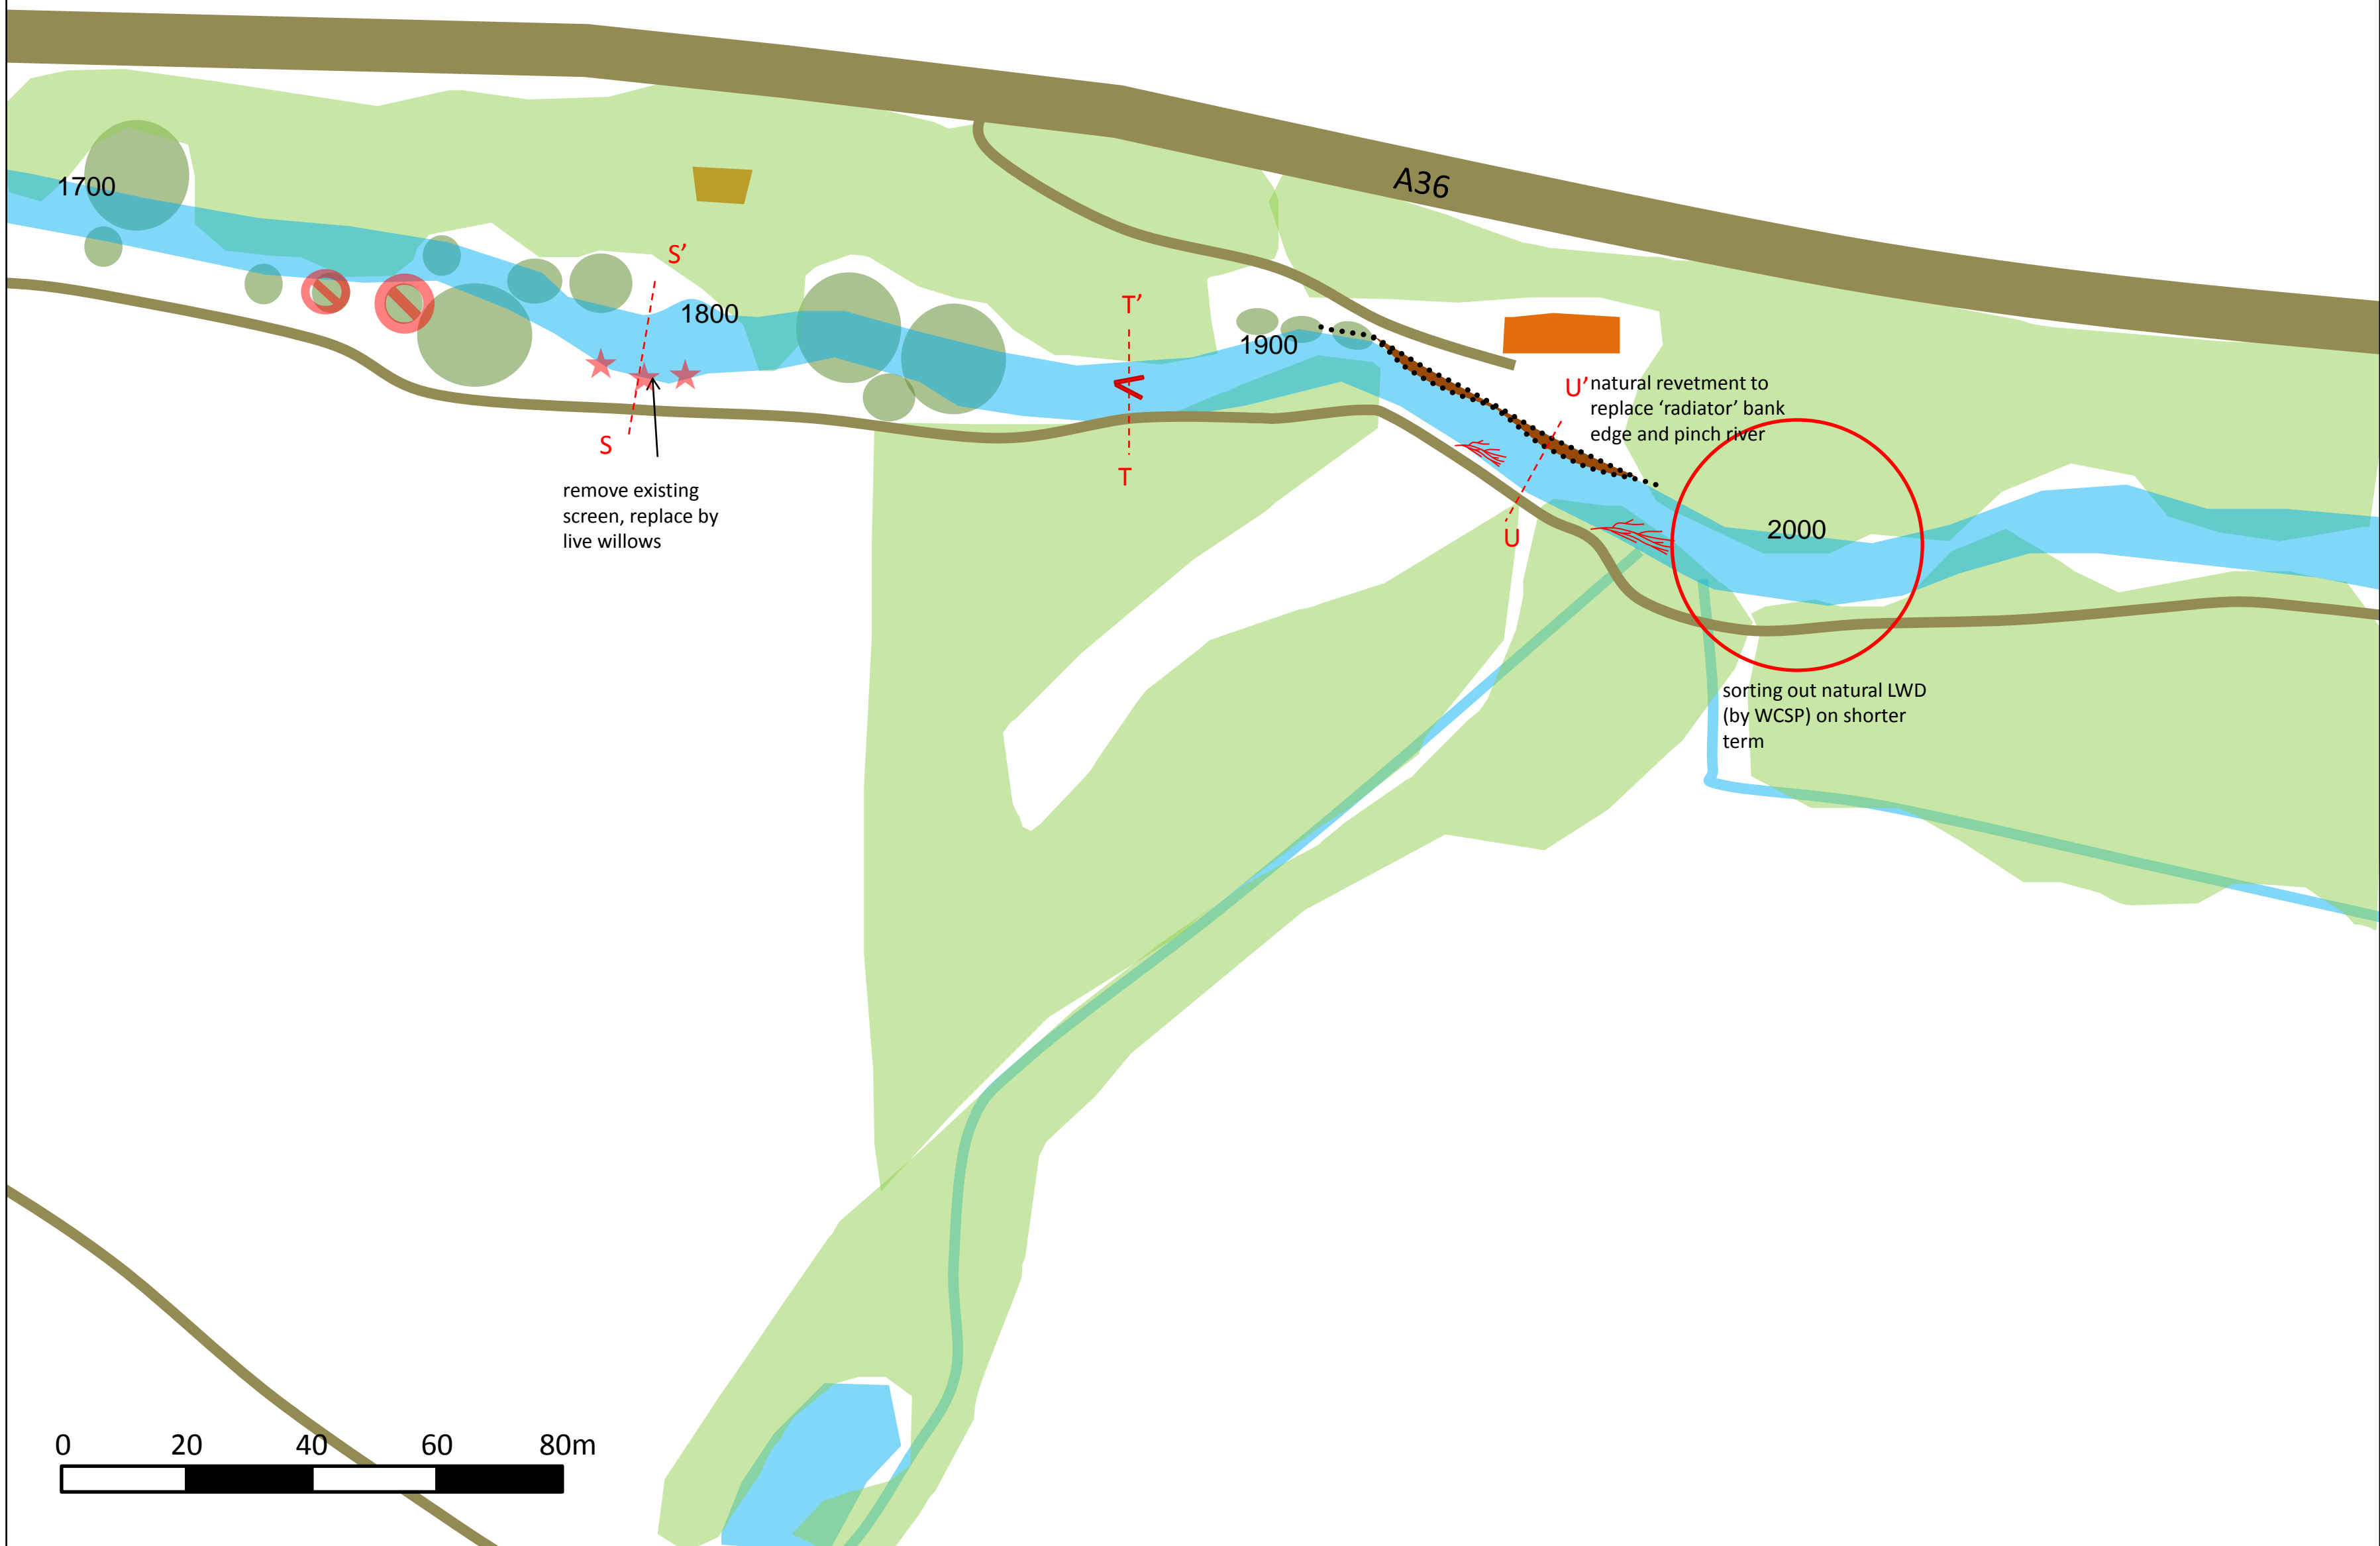 A36
1700
S’
1800
T’
1900
U’
natural revetment to
replace ‘radiator’ bank
edge and pinch river
S
T
remove existing
screen, replace by
live willows
U
2000
sorting out natural LWD
(by WCSP) on shorter
term
0 20 40 60 80m